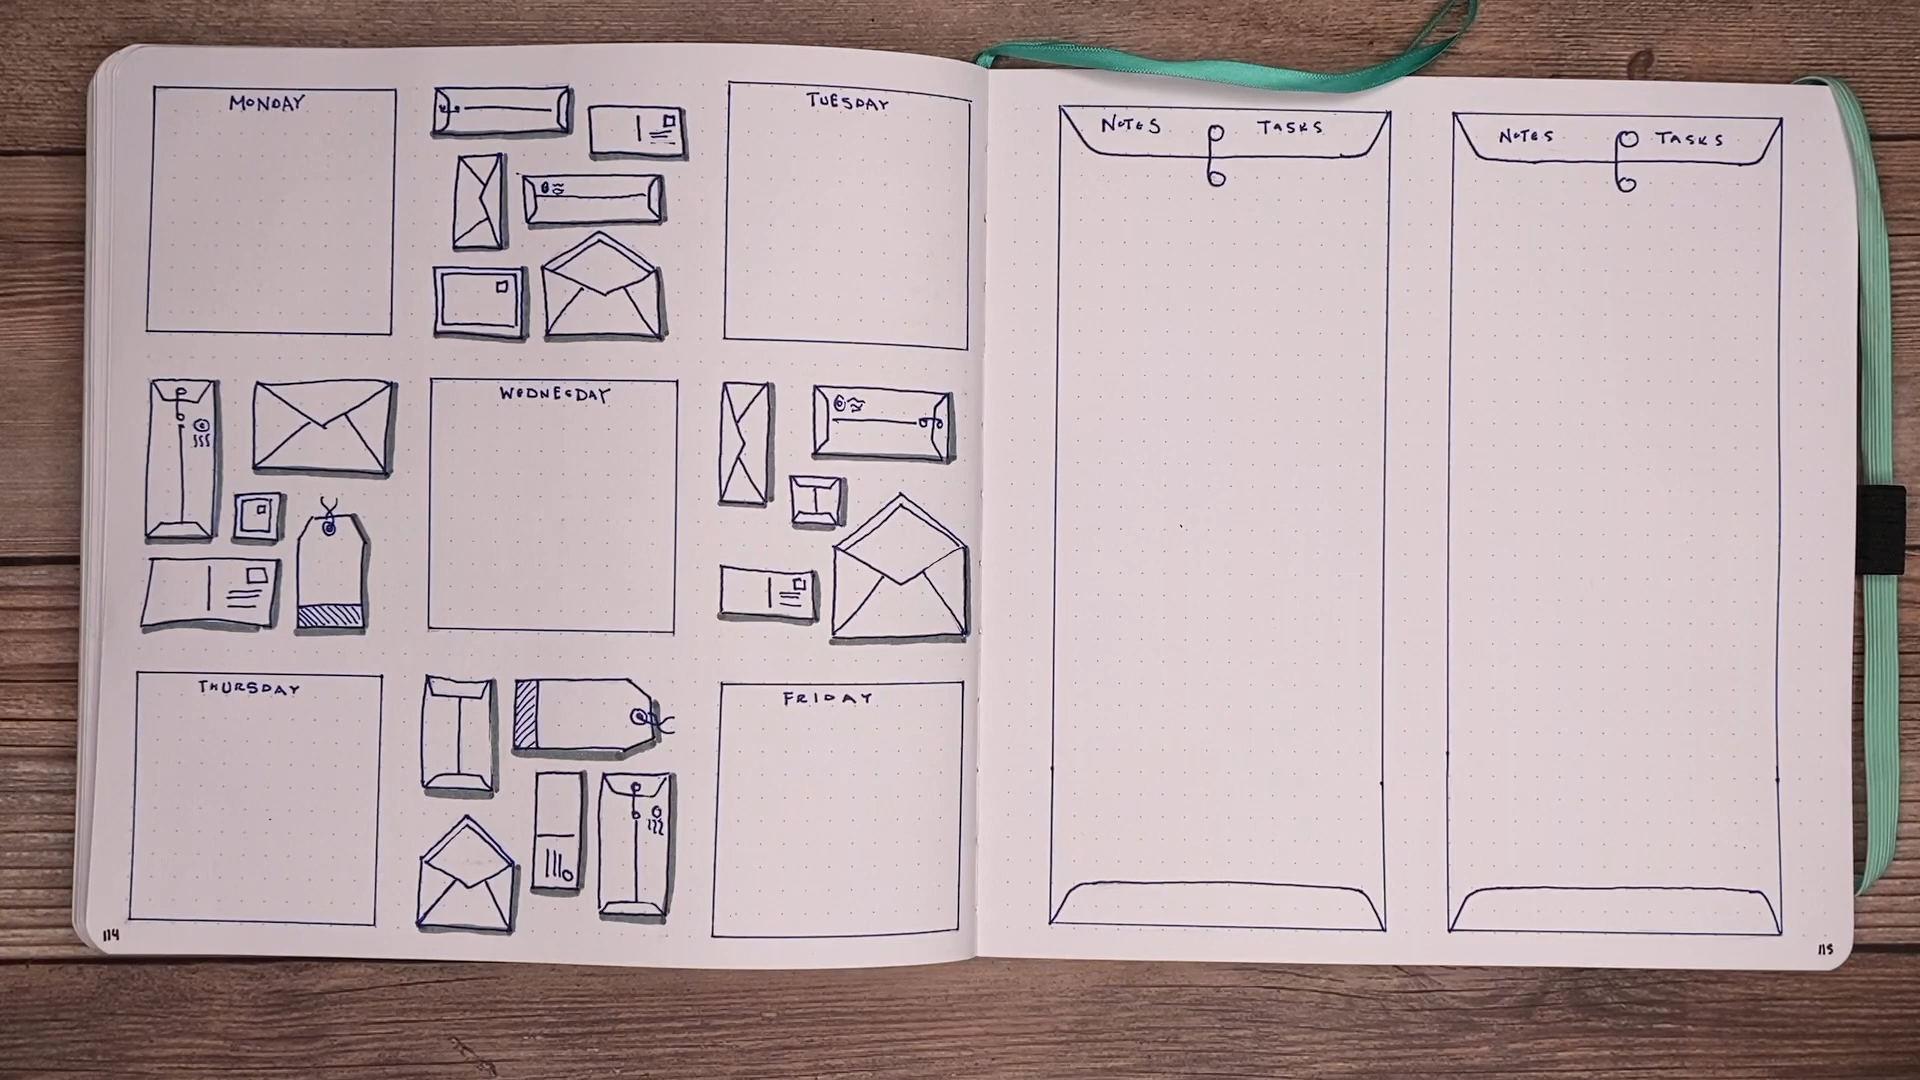 MONDAY
TUESDAY
WEDNESDAY
THURSDAY
FRIDAY
114
NOTES TASKS
NOTES TASKS
115